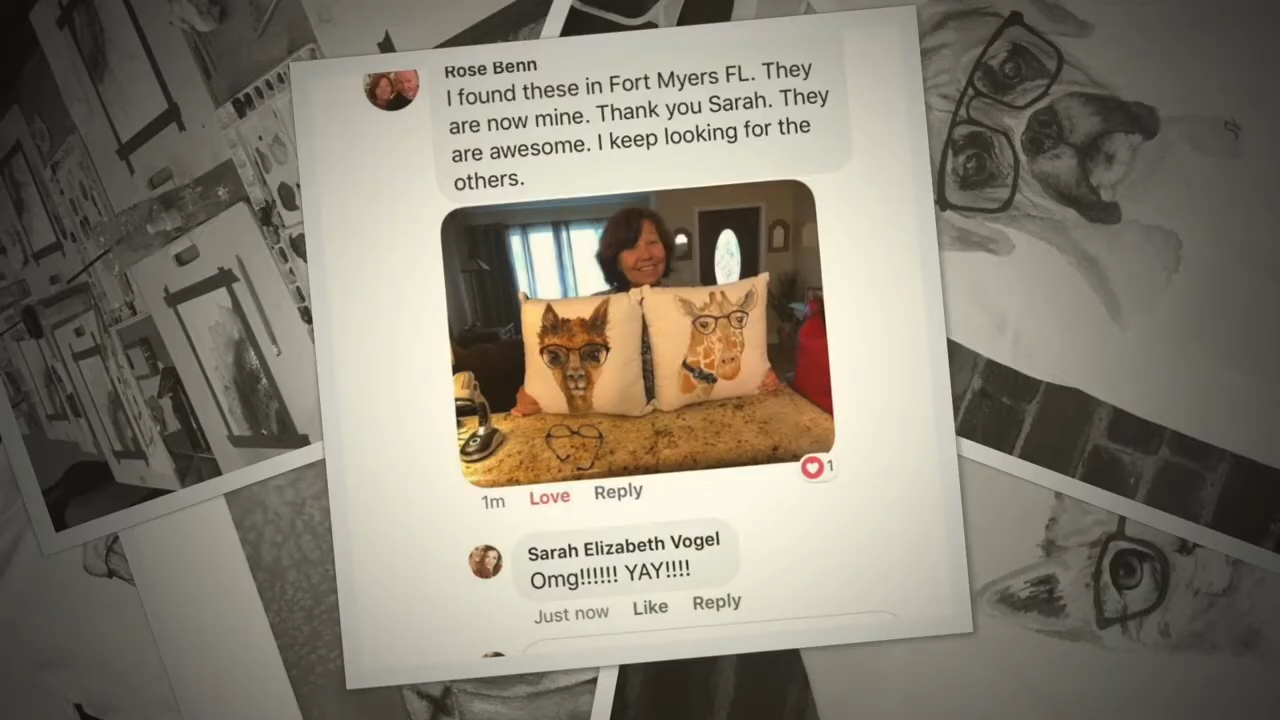 Rose Benn
I found these in Fort Myers FL. They
are now mine. Thank you Sarah. They
are awesome. I keep looking for the
others.
1
1m Love Reply
Sarah Elizabeth Vogel
Omg!!!!!! YAY!!!!
Just now Like Reply